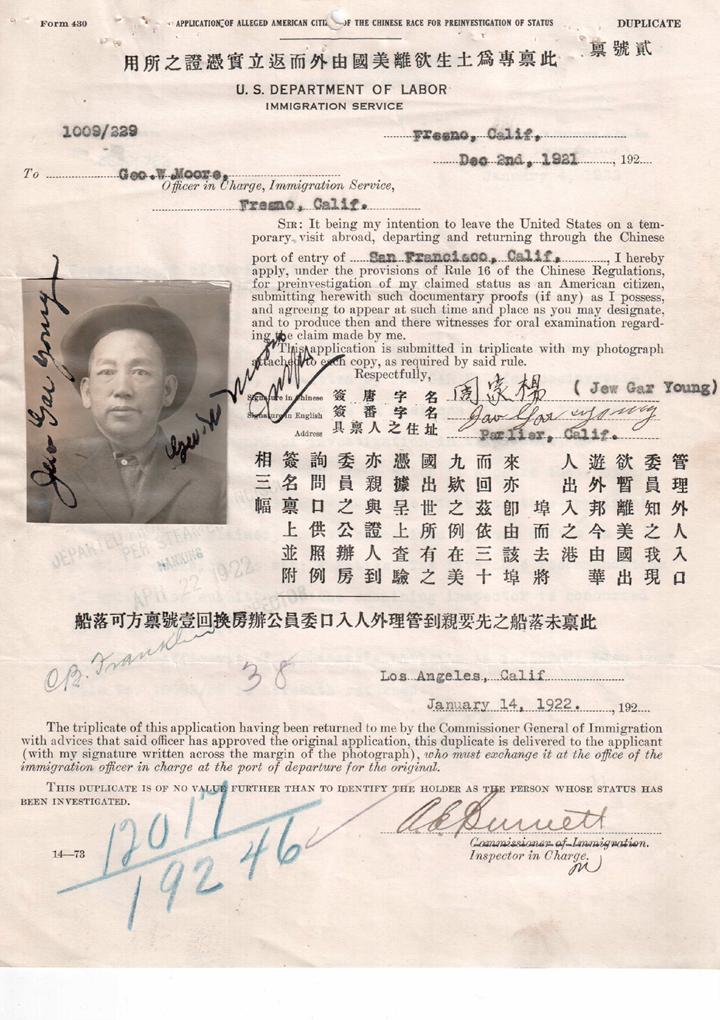 Form 430
APPLICATION OF ALLEGED AMERICAN CITI OF THE CHINESE RACE FOR PREINVESTIGATION OF STATUS
DUPLICATE
稟號貳
用所之證憑實立返而外由國美離欲生土爲專稟此
U. S. DEPARTMENT OF LABOR
IMMIGRATION SERVICE
1009/229
Fresno, Calif.
Dec 2nd, 1921, 192
To Geo. W. Moore,
Officer in Charge, Immigration Service,
Fresno, Calif.
SIR: It being my intention to leave the United States on a tem-
porary visit abroad, departing and returning through the Chinese
port of entry of San Francisco, Calif., I hereby
apply, under the provisions of Rule 16 of the Chinese Regulations,
for preinvestigation of my claimed status as an American citizen,
submitting herewith such documentary proofs (if any) as I possess,
and agreeing to appear at such time and place as you may designate,
and to produce then and there witnesses for oral examination regard-
ing the claim made by me.
This application is submitted in triplicate with my photograph
attached to each copy, as required by said rule.
Respectfully,
Jew Gar Young
Geo. W. Moore
Signature in Chinese 簽唐字名 周家楊 (Jew Gar Young)
Signature in English 簽番字名 Jew Gar Young
Address 具稟人之住址 Parlier, Calif.
管理外人入口
委員知之我現
欲暫離美國出
遊外邦今由華
人出入之港
埠而去將
來亦卽由該埠
而回茲依三十
九欵之例在美
國出世所有之
憑據呈上查驗
亦親與證人到
委員之公辦房
詢問口供照例
簽名稟上並附
相三幅
DEPARTED
PER STEAMER
NANKING
APR 22 1922
INSPECTOR
船落可方稟號壹回換房辦公員委口入人外理管到親要先之船落未稟此
C.B. Franklin
38
Los Angeles, Calif
January 14, 1922., 192
The triplicate of this application having been returned to me by the Commissioner General of Immigration
with advices that said officer has approved the original application, this duplicate is delivered to the applicant
(with my signature written across the margin of the photograph), who must exchange it at the office of the
immigration officer in charge at the port of departure for the original.
THIS DUPLICATE IS OF NO VALUE FURTHER THAN TO IDENTIFY THE HOLDER AS THE PERSON WHOSE STATUS HAS
BEEN INVESTIGATED.
12017
19246
A E Burnett
Commissioner of Immigration.
Inspector in Charge.
14—73